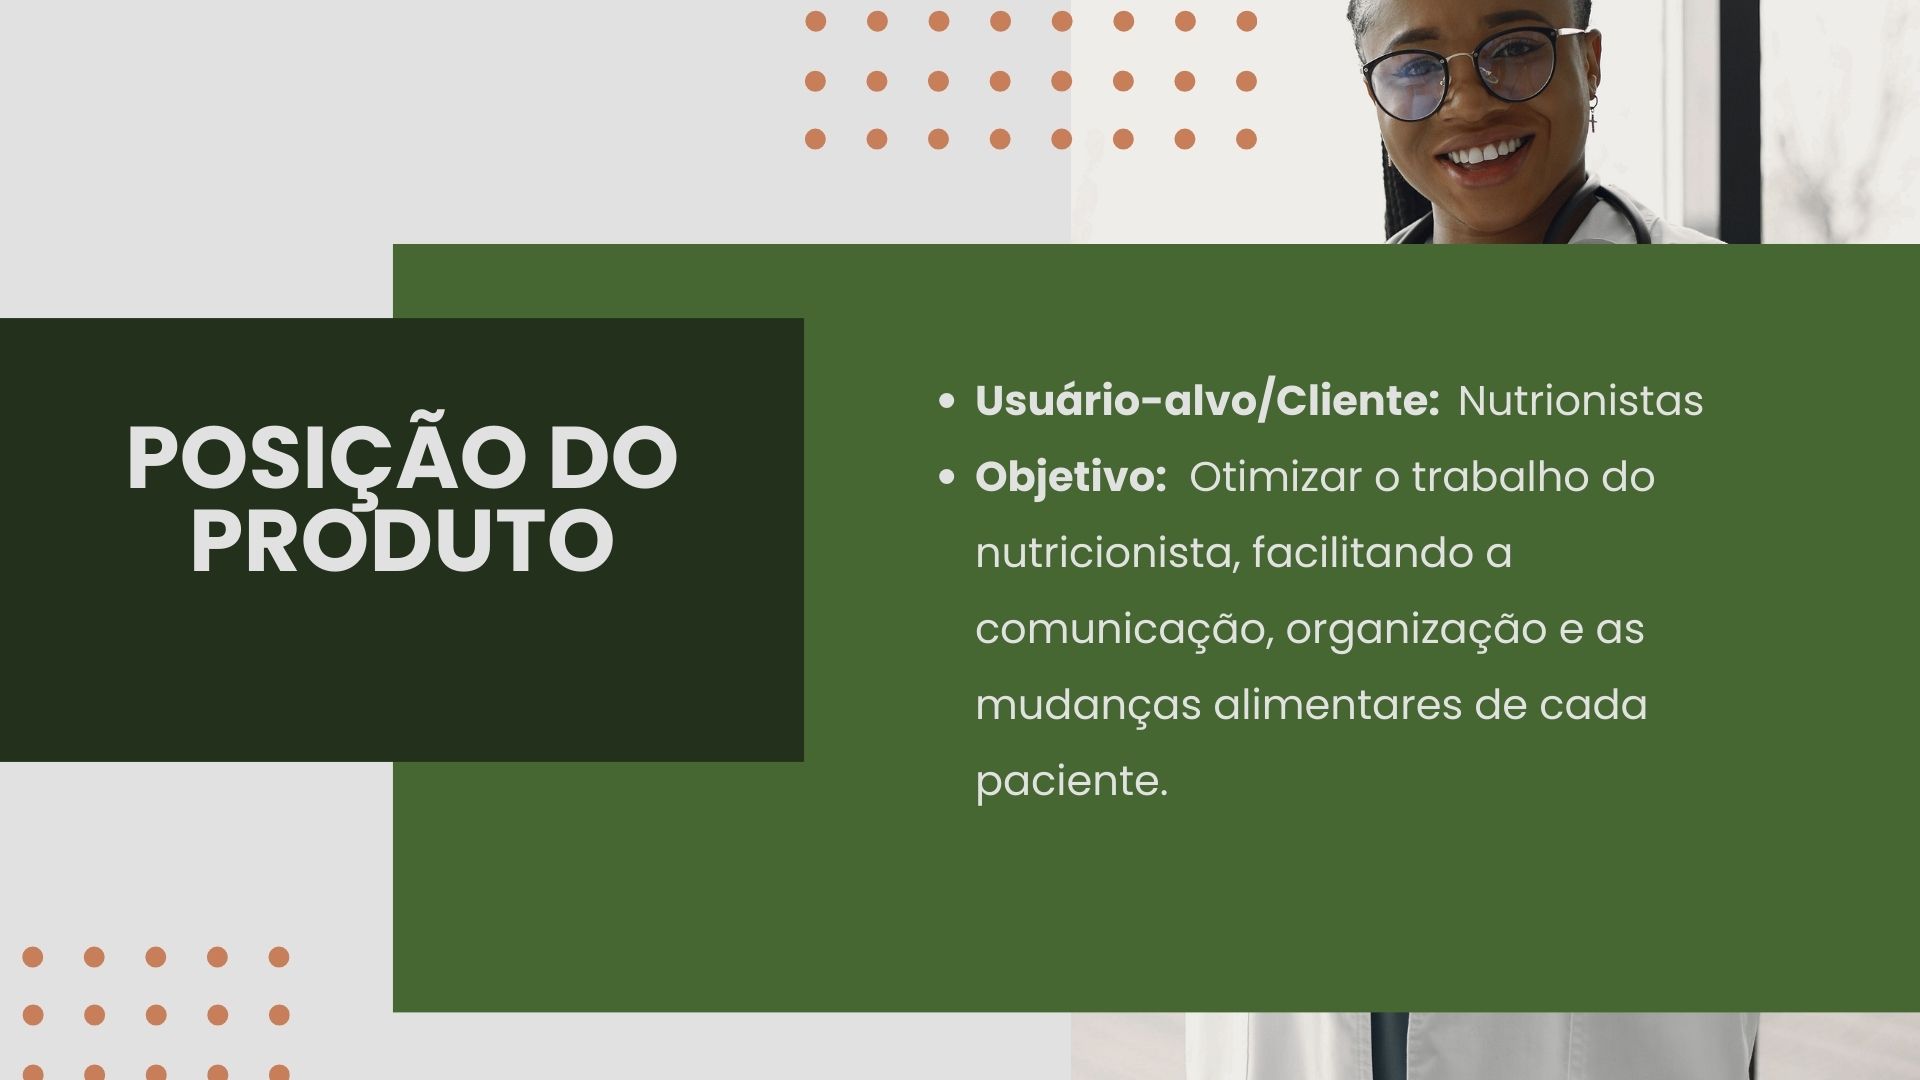 POSIÇÃO DO
PRODUTO
• Usuário-alvo/Cliente: Nutrionistas
• Objetivo: Otimizar o trabalho do
nutricionista, facilitando a
comunicação, organização e as
mudanças alimentares de cada
paciente.